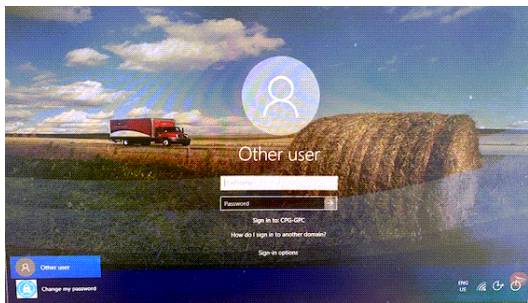 Other user
Password
Sign in to: CPG-GPC
How do I sign in to another domain?
Sign-in options
Other user
Change my password
ENG
US